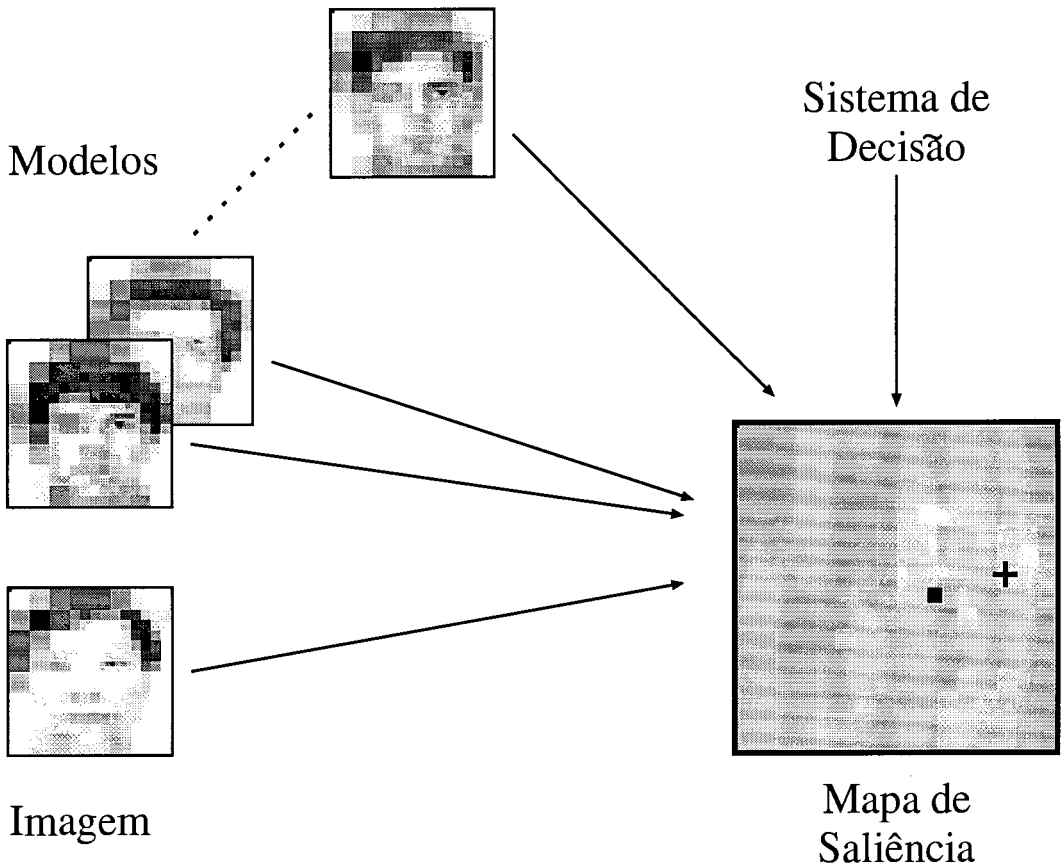 Sistema de
Decisão
Modelos
Imagem
Mapa de
Saliência